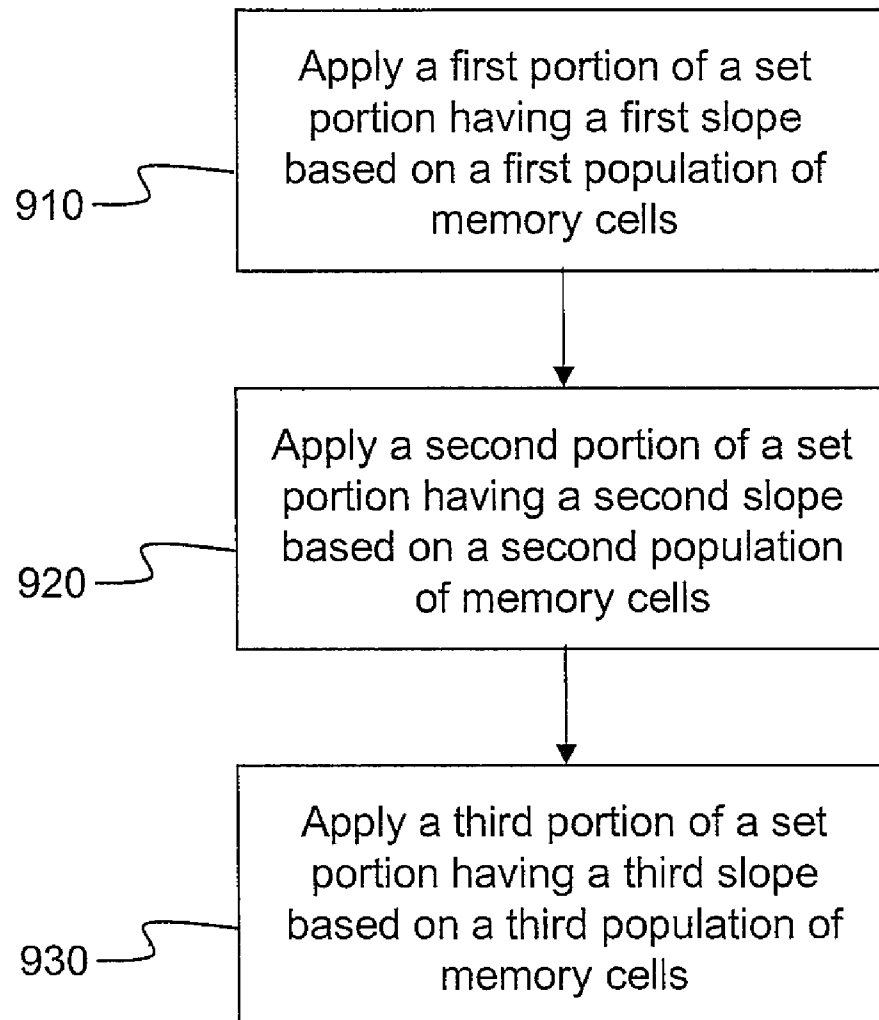 Apply a first portion of a set
portion having a first slope
based on a first population of
memory cells
910
Apply a second portion of a set
portion having a second slope
based on a second population
of memory cells
920
Apply a third portion of a set
portion having a third slope
based on a third population of
memory cells
930